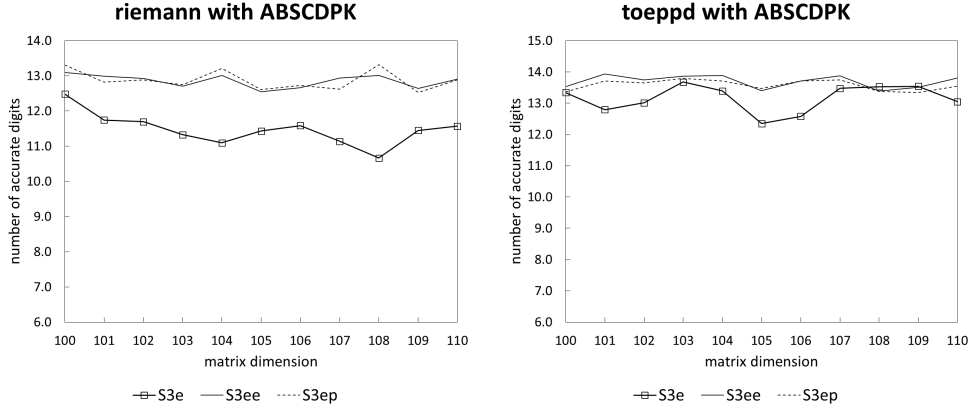 riemann with ABSCDPK
number of accurate digits
14.0
13.0
12.0
11.0
10.0
9.0
8.0
7.0
6.0
100 101 102 103 104 105 106 107 108 109 110
matrix dimension
S3e S3ee S3ep
toeppd with ABSCDPK
number of accurate digits
15.0
14.0
13.0
12.0
11.0
10.0
9.0
8.0
7.0
6.0
100 101 102 103 104 105 106 107 108 109 110
matrix dimension
S3e S3ee S3ep